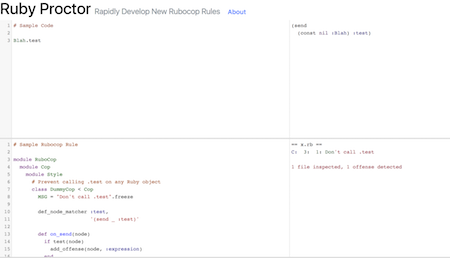 Ruby Proctor Rapidly Develop New Rubocop Rules About
1 # Sample Code
2
3 Blah.test
(send
(const nil :Blah) :test)
1 # Sample Rubocop Rule
2
3 module RuboCop
4 module Cop
5 module Style
6 # Prevent calling .test on any Ruby object
7 class DummyCop < Cop
8 MSG = "Don't call .test".freeze
9
10 def_node_matcher :test,
11 '(send _ :test)'
12
13 def on_send(node)
14 if test(node)
15 add_offense(node, :expression)
== x.rb ==
C: 3: 1: Don't call .test
1 file inspected, 1 offense detected